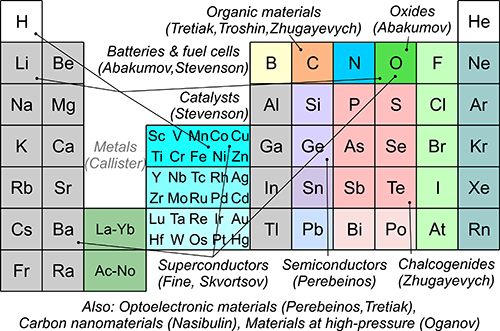 H
Organic materials
(Tretiak,Troshin,Zhugayevych)
Oxides
(Abakumov)
He
Batteries & fuel cells
(Abakumov,Stevenson)
Li Be
B C N O F Ne
Catalysts
(Stevenson)
Na Mg
Al Si P S Cl Ar
Metals
(Callister)
Sc V Mn Co Cu
Ti Cr Fe Ni Zn
K Ca
Ga Ge As Se Br Kr
Y Nb Tc Rh Ag
Zr Mo Ru Pd Cd
Rb Sr
In Sn Sb Te I Xe
Cs Ba La-Yb
Lu Ta Re Ir Au
Hf W Os Pt Hg
Tl Pb Bi Po At Rn
Fr Ra Ac-No
Superconductors
(Fine, Skvortsov)
Semiconductors
(Perebeinos)
Chalcogenides
(Zhugayevych)
Also: Optoelectronic materials (Perebeinos,Tretiak),
Carbon nanomaterials (Nasibulin), Materials at high-pressure (Oganov)